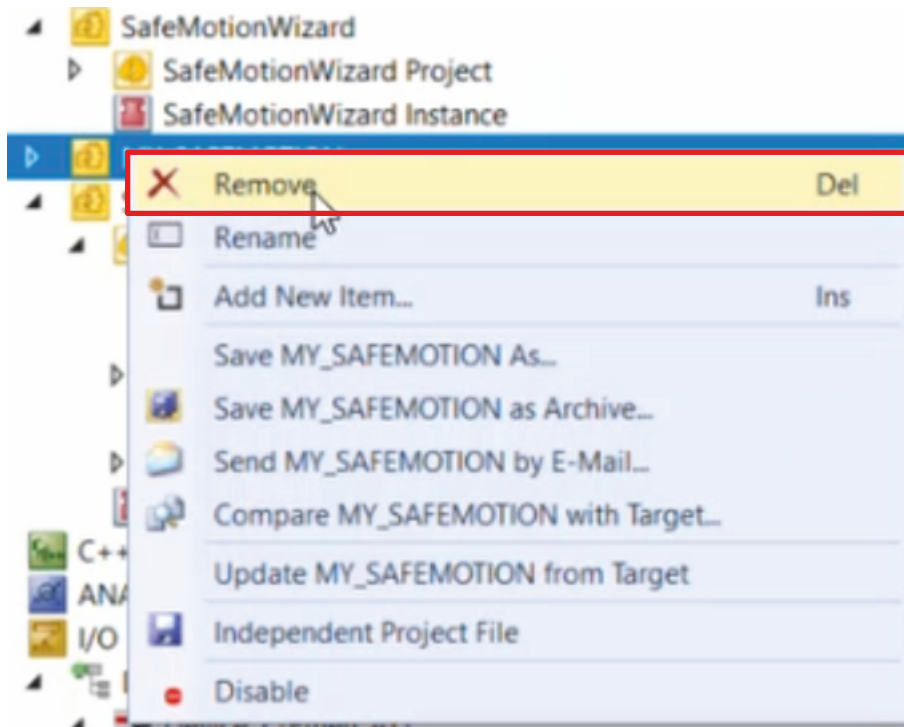 SafeMotionWizard
SafeMotionWizard Project
SafeMotionWizard Instance
Remove Del
Rename
Add New Item... Ins
Save MY_SAFEMOTION As...
Save MY_SAFEMOTION as Archive...
Send MY_SAFEMOTION by E-Mail...
Compare MY_SAFEMOTION with Target...
C++
Update MY_SAFEMOTION from Target
I/O
Independent Project File
Disable